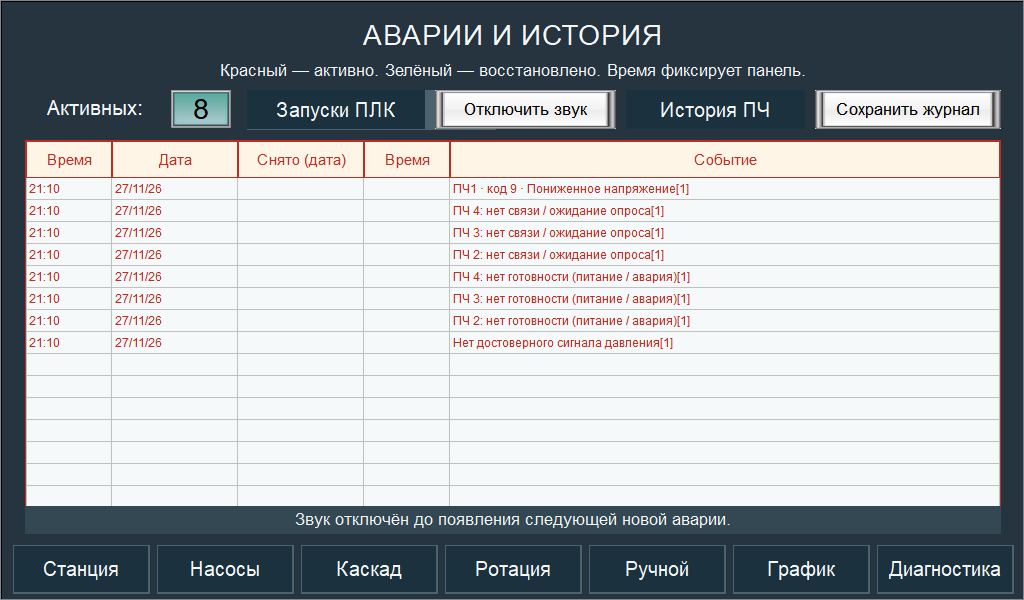 АВАРИИ И ИСТОРИЯ
Красный — активно. Зелёный — восстановлено. Время фиксирует панель.
Активных: 8 Запуски ПЛК Отключить звук История ПЧ Сохранить журнал
Время Дата Снято (дата) Время Событие
21:10 27/11/26 ПЧ1 · код 9 · Пониженное напряжение[1]
21:10 27/11/26 ПЧ 4: нет связи / ожидание опроса[1]
21:10 27/11/26 ПЧ 3: нет связи / ожидание опроса[1]
21:10 27/11/26 ПЧ 2: нет связи / ожидание опроса[1]
21:10 27/11/26 ПЧ 4: нет готовности (питание / авария)[1]
21:10 27/11/26 ПЧ 3: нет готовности (питание / авария)[1]
21:10 27/11/26 ПЧ 2: нет готовности (питание / авария)[1]
21:10 27/11/26 Нет достоверного сигнала давления[1]
Звук отключён до появления следующей новой аварии.
Станция Насосы Каскад Ротация Ручной График Диагностика